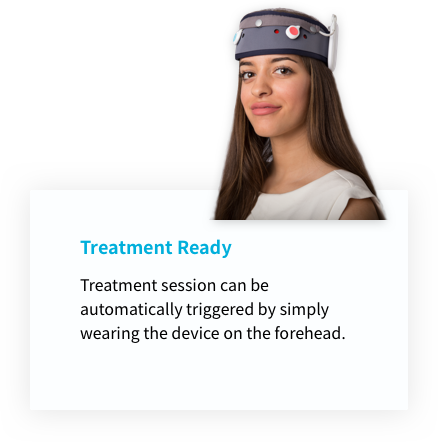 Treatment Ready
Treatment session can be
automatically triggered by simply
wearing the device on the forehead.